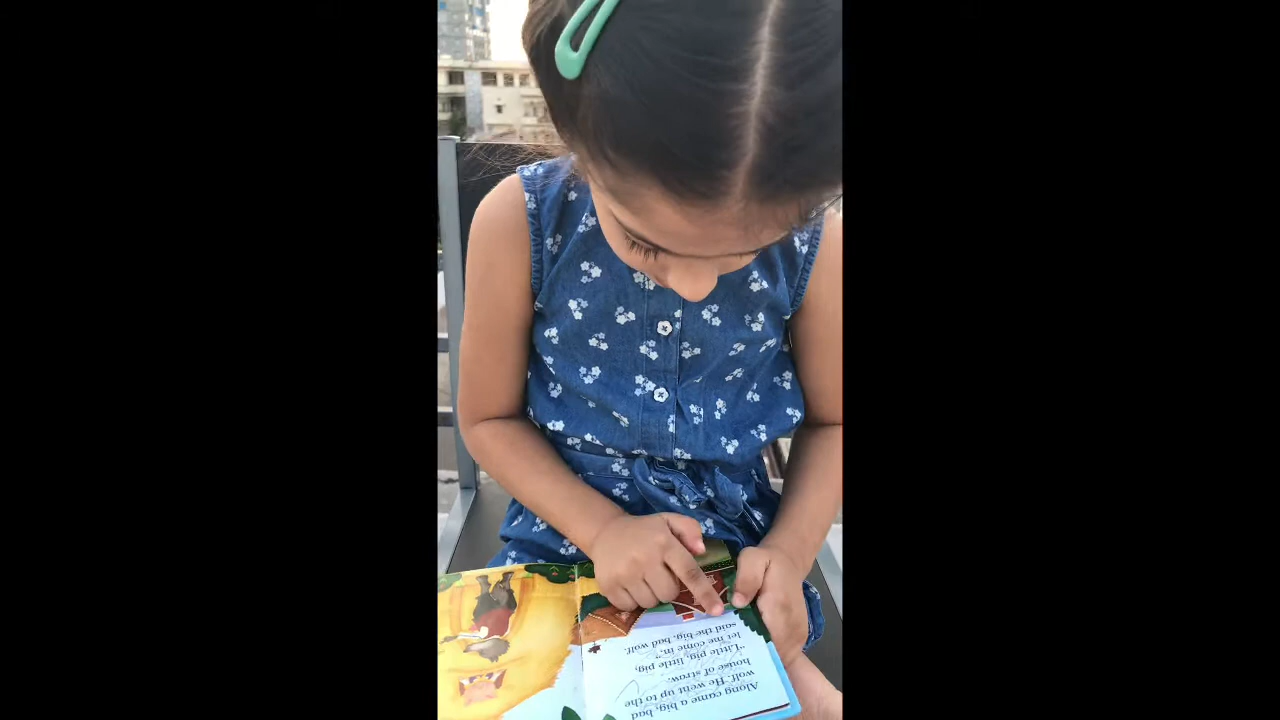 Along came a big, bad
wolf. He went up to the
house of straw.
"Little pig, little pig,
let me come in,"
said the big, bad wolf.